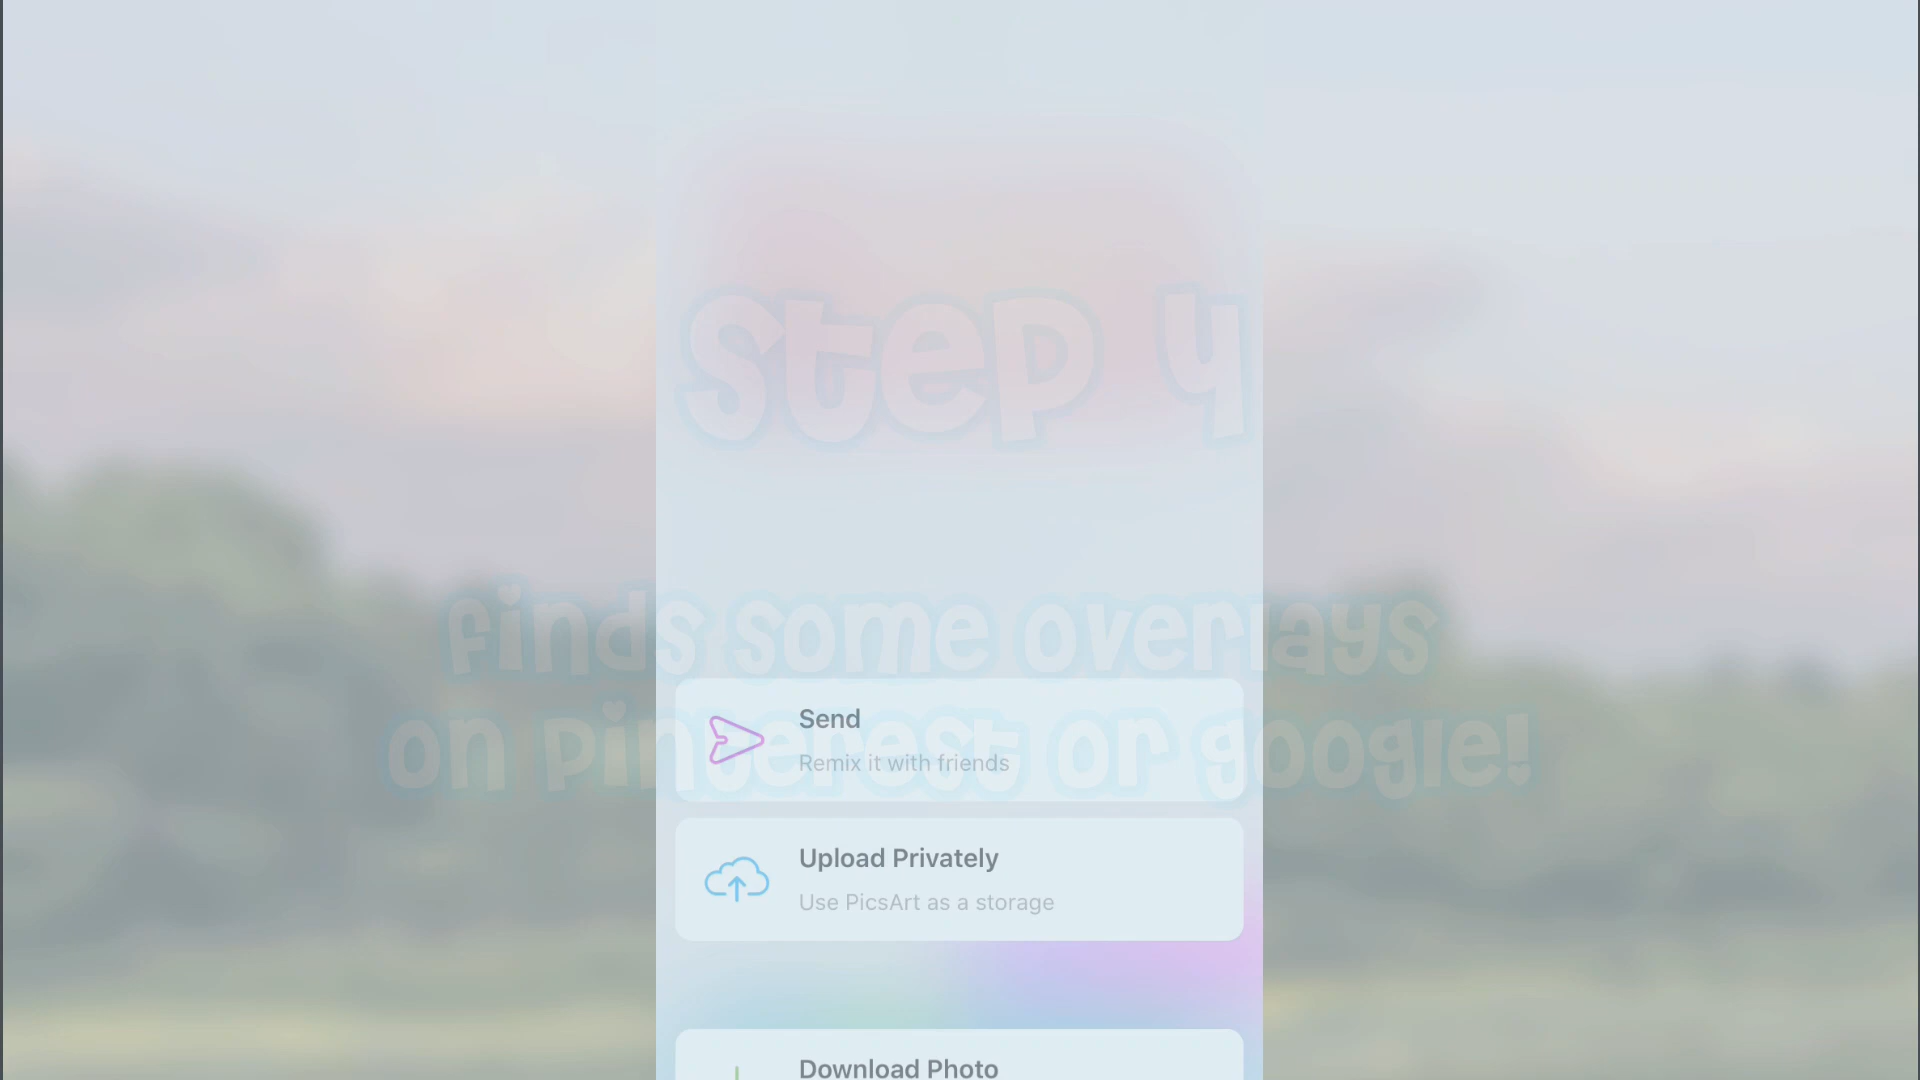 Step 4
finds some overlays
on pinterest or google!
Send
Remix it with friends
Upload Privately
Use PicsArt as a storage
Download Photo